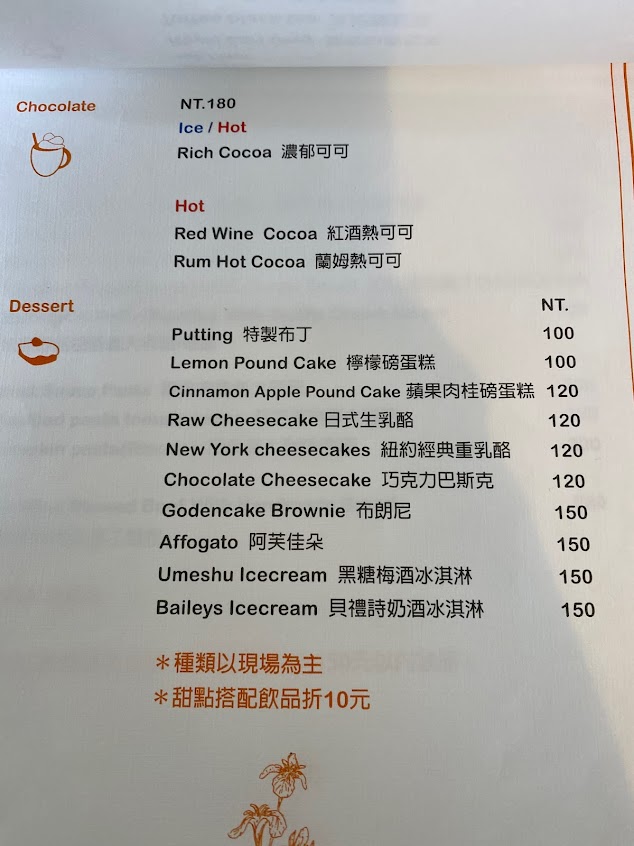 Chocolate NT.180
Ice / Hot
Rich Cocoa 濃郁可可
Hot
Red Wine Cocoa 紅酒熱可可
Rum Hot Cocoa 蘭姆熱可可
Dessert NT.
Putting 特製布丁 100
Lemon Pound Cake 檸檬磅蛋糕 100
Cinnamon Apple Pound Cake 蘋果肉桂磅蛋糕 120
Raw Cheesecake 日式生乳酪 120
New York cheesecakes 紐約經典重乳酪 120
Chocolate Cheesecake 巧克力巴斯克 120
Godencake Brownie 布朗尼 150
Affogato 阿芙佳朵 150
Umeshu Icecream 黑糖梅酒冰淇淋 150
Baileys Icecream 貝禮詩奶酒冰淇淋 150
＊種類以現場為主
＊甜點搭配飲品折10元